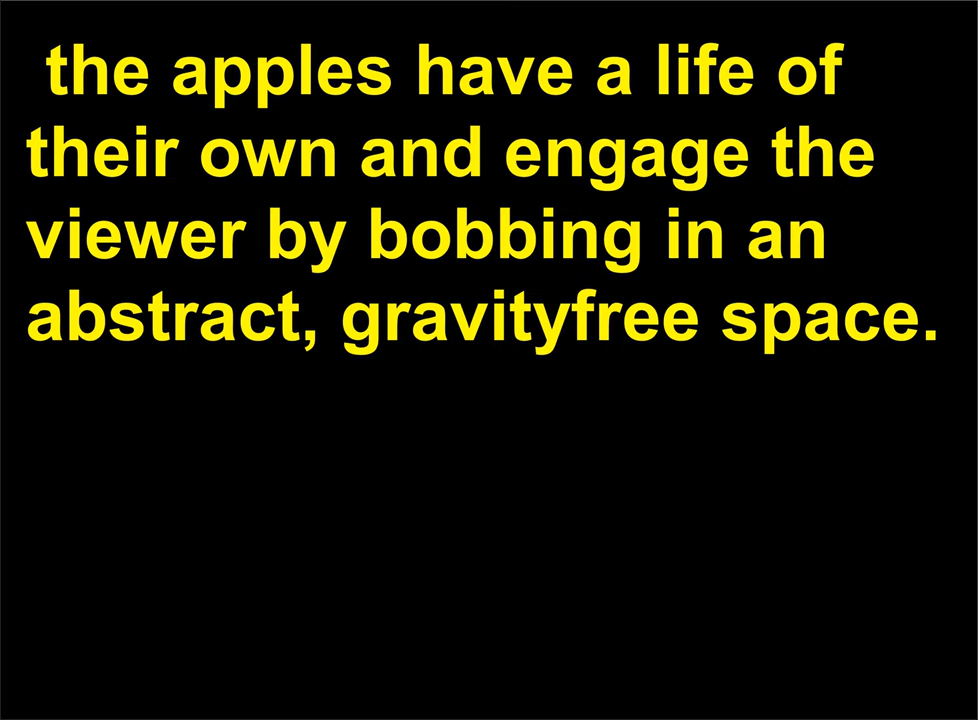 the apples have a life of
their own and engage the
viewer by bobbing in an
abstract, gravityfree space.